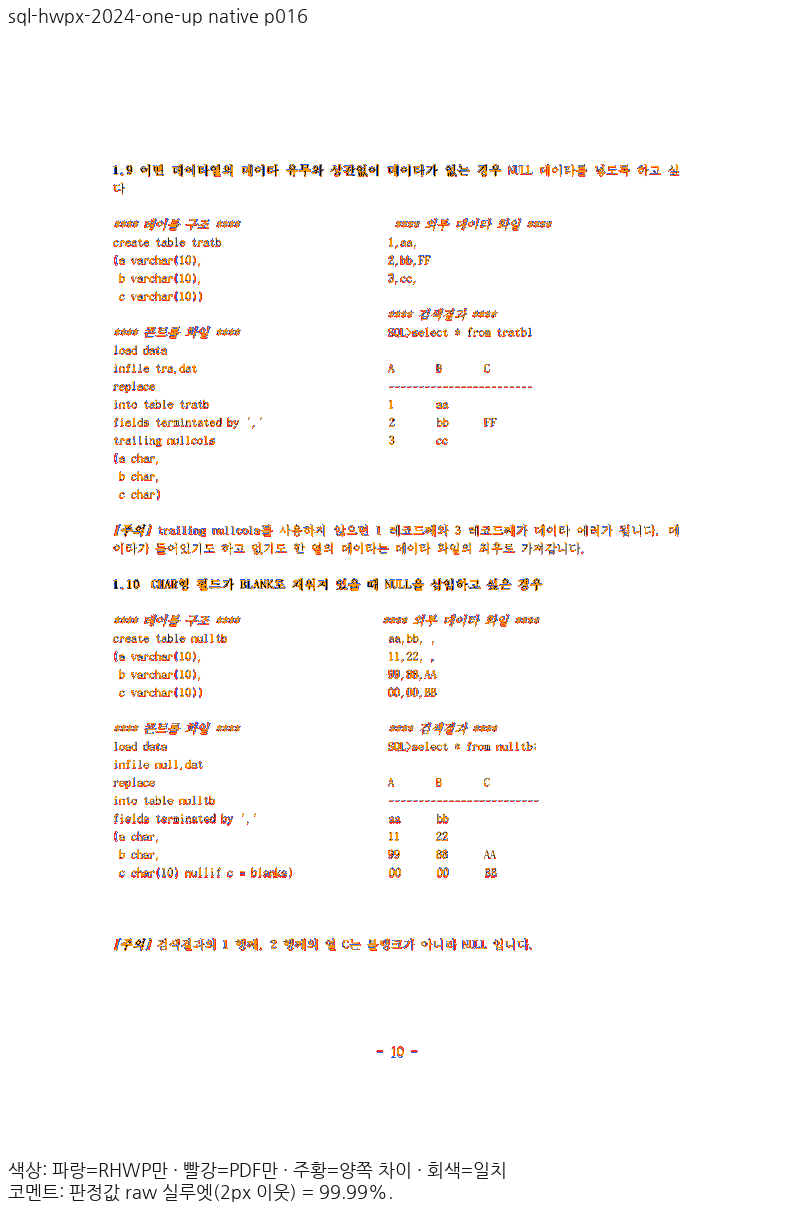 sql-hwpx-2024-one-up native p016
1.9 어떤 데이타열의 데이타 유무와 상관없이 데이타가 없는 경우 NULL 데이타를 넣도록 하고 싶
다
#### 테이블 구조 ####
create table tratb
(a varchar(10),
b varchar(10),
c varchar(10))
#### 콘트롤 화일 ####
load data
infile tra.dat
replace
into table tratb
fields termintated by ','
trailing nullcols
(a char,
b char,
c char)
#### 외부 데이타 화일 ####
1,aa,
2,bb,FF
3,cc,
#### 검색결과 ####
SQL>select * from tratbl
A B C
------------------------
1 aa
2 bb FF
3 cc
[주의] trailing nullcols를 사용하지 않으면 1 레코드째와 3 레코드째가 데이타 에러가 됩니다. 데
이타가 들어있기도 하고 없기도 한 열의 데이타는 데이타 화일의 최후로 가져갑니다.
1.10 CHAR형 필드가 BLANK로 채워져 있을 때 NULL을 삽입하고 싶은 경우
#### 테이블 구조 ####
create table nulltb
(a varchar(10),
b varchar(10),
c varchar(10))
#### 콘트롤 화일 ####
load data
infile null.dat
replace
into table nulltb
fields terminated by ','
(a char,
b char,
c char(10) nullif c = blanks)
#### 외부 데이타 화일 ####
aa,bb, ,
11,22, ,
99,88,AA
00,00,BB
#### 검색결과 ####
SQL>select * from nulltb;
A B C
-------------------------
aa bb
11 22
99 88 AA
00 00 BB
[주의] 검색결과의 1 행째, 2 행째의 열 C는 블랭크가 아니라 NULL 입니다.
- 10 -
색상: 파랑=RHWP만 · 빨강=PDF만 · 주황=양쪽 차이 · 회색=일치
코멘트: 판정값 raw 실루엣(2px 이웃) = 99.99%.